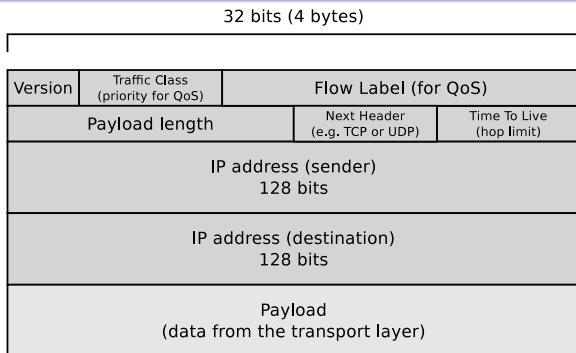 32 bits (4 bytes)
Version
Traffic Class
(priority for QoS)
Flow Label (for QoS)
Payload length
Next Header
(e.g. TCP or UDP)
Time To Live
(hop limit)
IP address (sender)
128 bits
IP address (destination)
128 bits
Payload
(data from the transport layer)